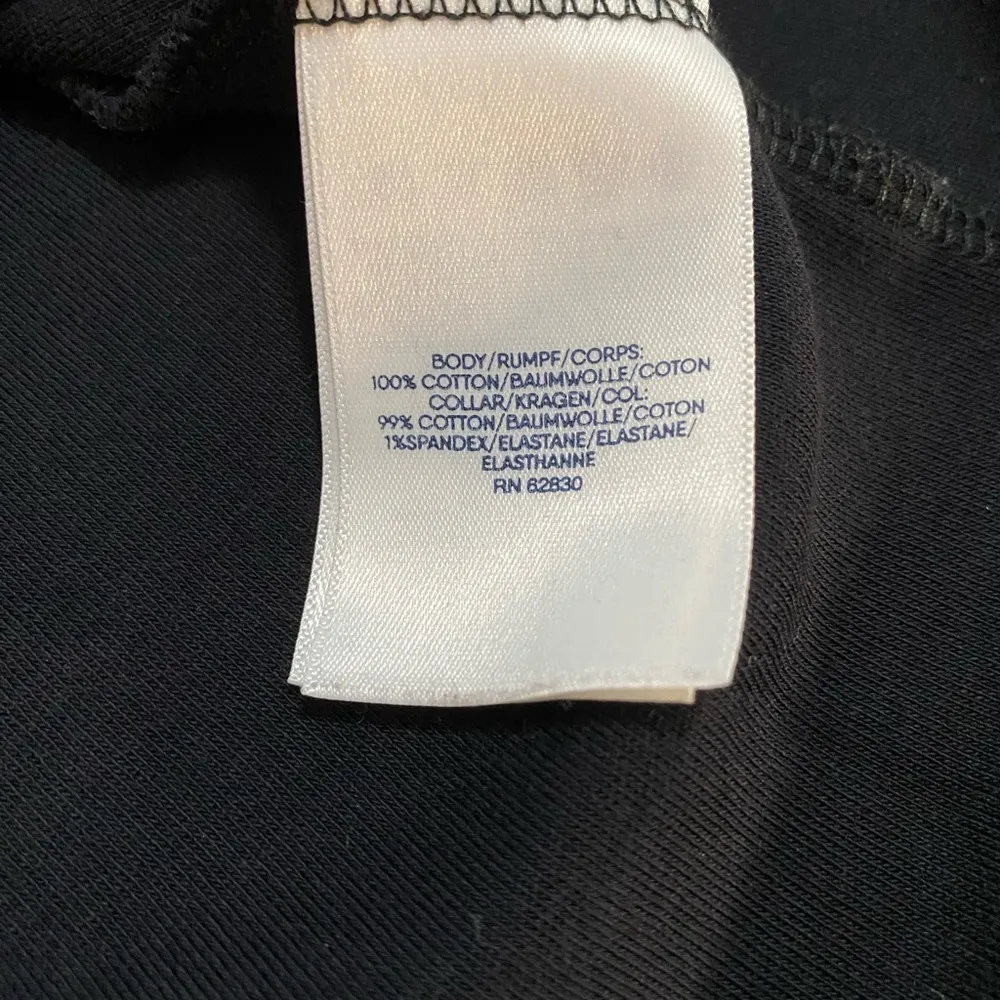 BODY/RUMPF/CORPS:
100% COTTON/BAUMWOLLE/COTON
COLLAR/KRAGEN/COL:
99% COTTON/BAUMWOLLE/COTON
1%SPANDEX/ELASTANE/ELASTANE/
ELASTHANNE
RN 62830